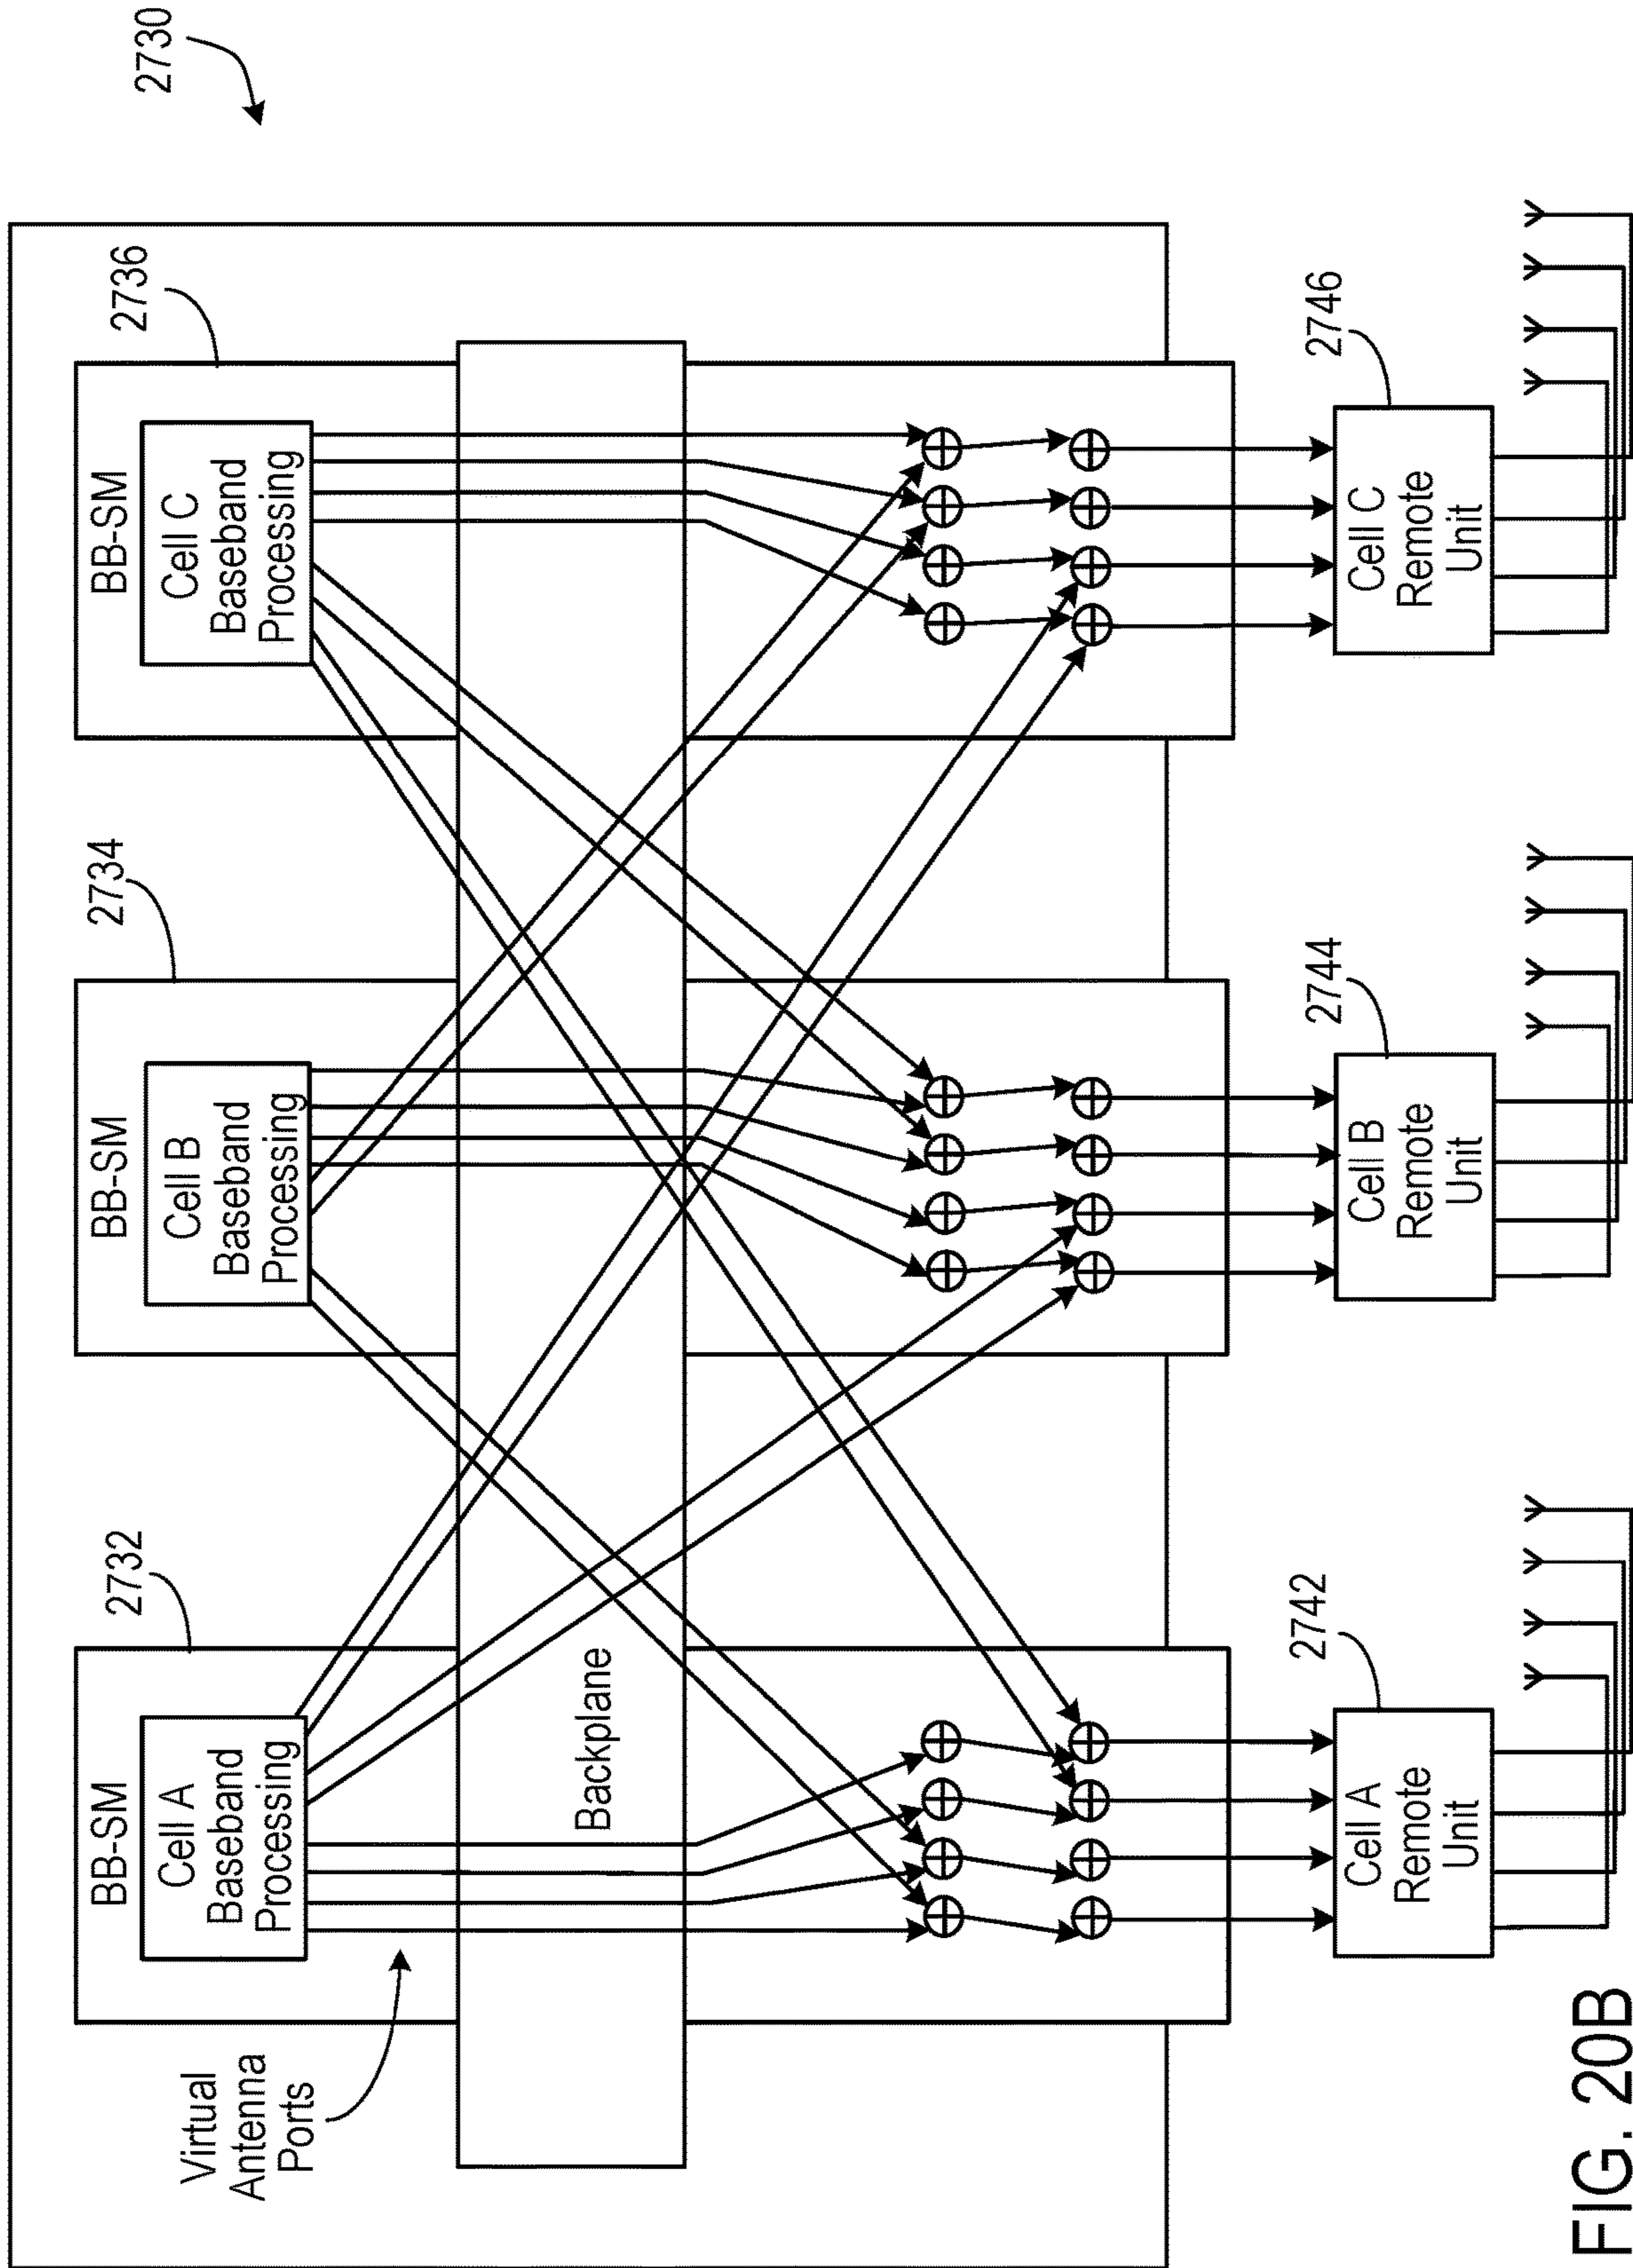 2730
2732
2734
2736
BB-SM
Cell A
Baseband
Processing
BB-SM
Cell B
Baseband
Processing
BB-SM
Cell C
Baseband
Processing
Virtual
Antenna
Ports
Backplane
2742
2744
2746
Cell A
Remote
Unit
Cell B
Remote
Unit
Cell C
Remote
Unit
FIG. 20B